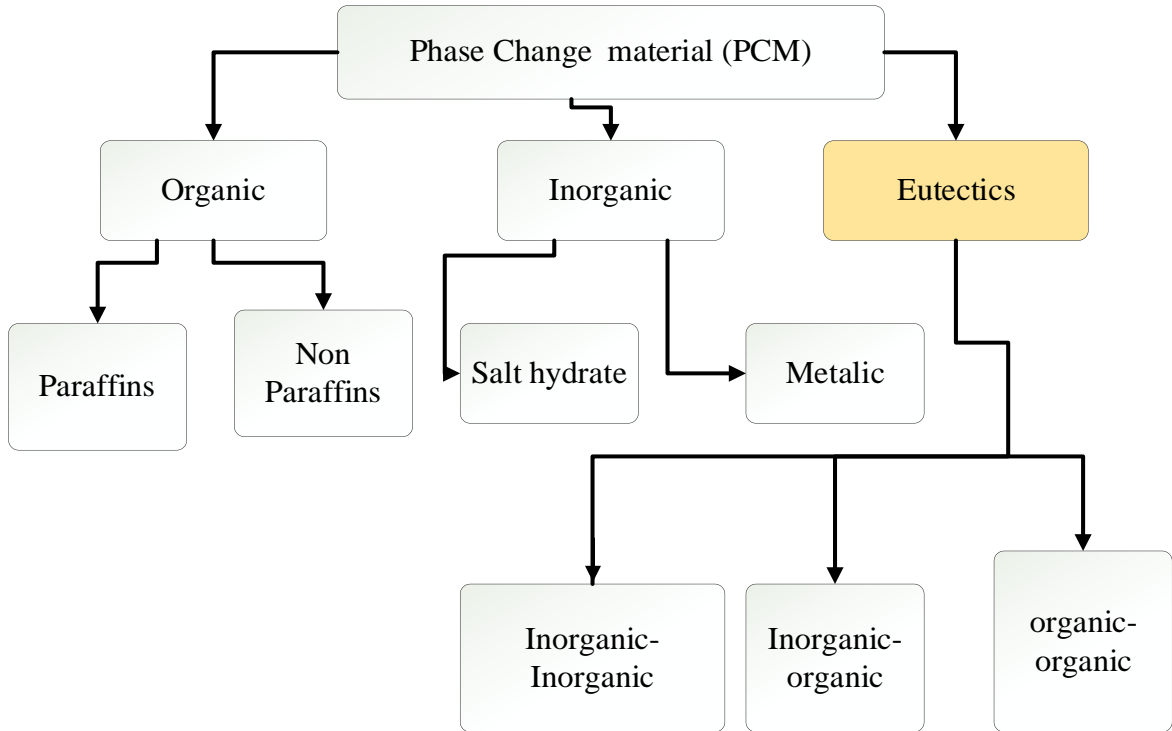 Phase Change  material (PCM)
Organic
Inorganic
Eutectics
Paraffins
Non
Paraffins
Salt hydrate
Metalic
Inorganic-
Inorganic
Inorganic-
organic
organic-
organic